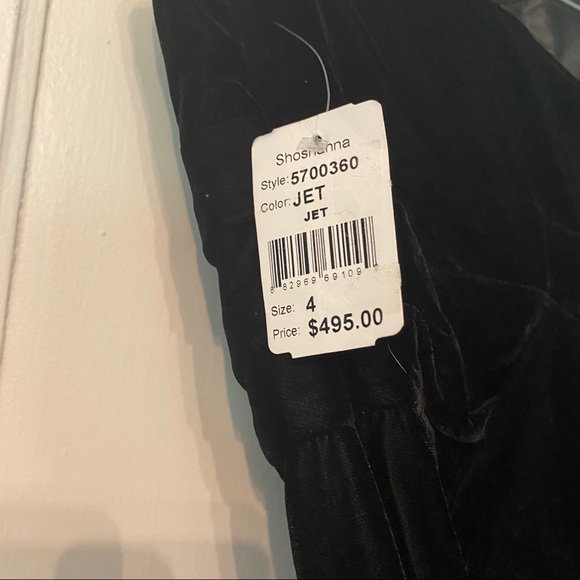 Shoshanna
Style: 5700360
Color: JET
JET
8 82969 69109
Size: 4
Price: $495.00